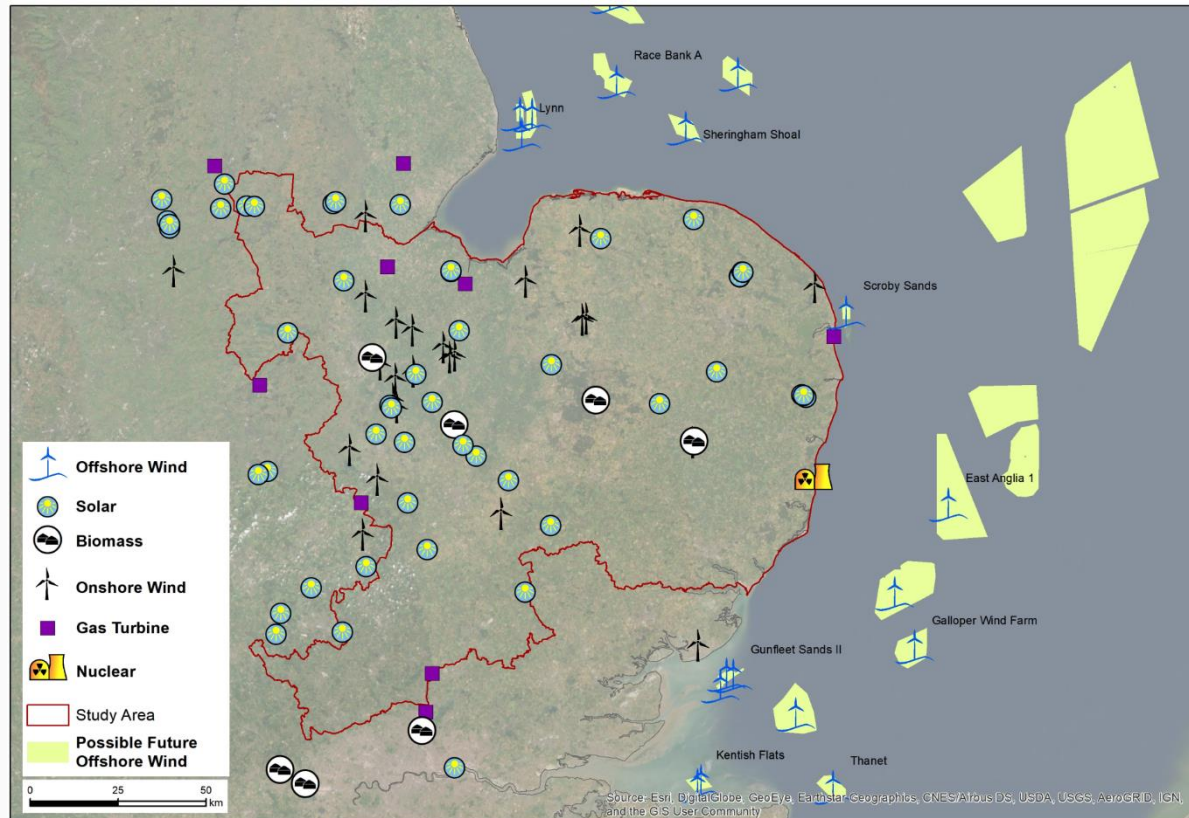 Race Bank A
Lynn
Sheringham Shoal
Scroby Sands
East Anglia 1
Galloper Wind Farm
Gunfleet Sands II
Kentish Flats
Thanet
Offshore Wind
Solar
Biomass
Onshore Wind
Gas Turbine
Nuclear
Study Area
Possible Future
Offshore Wind
0 25 50
km
Source: Esri, DigitalGlobe, GeoEye, Earthstar Geographics, CNES/Airbus DS, USDA, USGS, AeroGRID, IGN,
and the GIS User Community